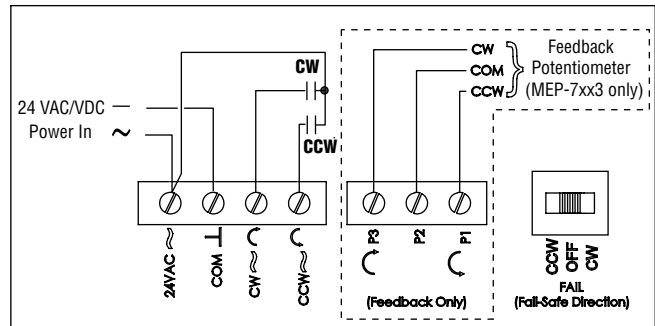 CW
CCW
24 VAC/VDC
Power In
CW
COM
CCW
Feedback
Potentiometer
(MEP-7xx3 only)
24VAC
COM
CW
CCW
P3
P2
P1
(Feedback Only)
CCW
OFF
CW
FAIL
(Fail-Safe Direction)